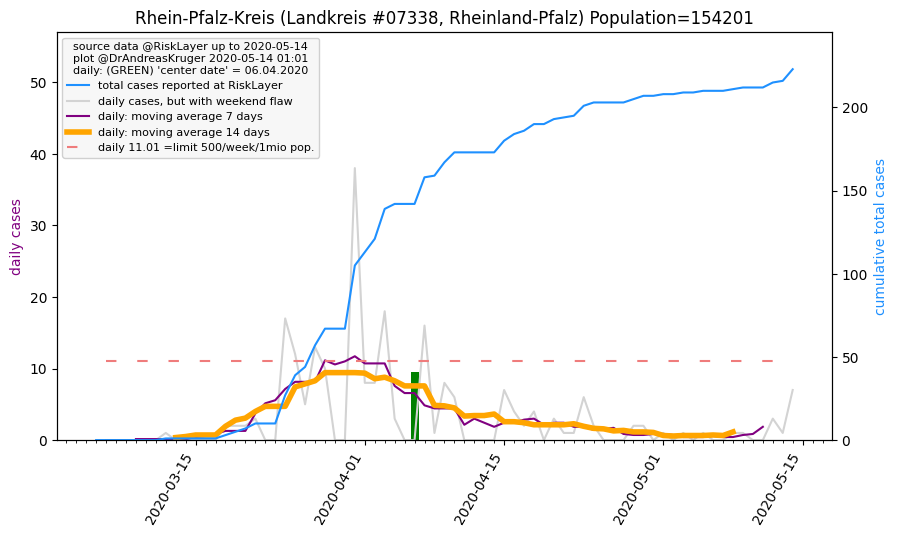 Rhein-Pfalz-Kreis (Landkreis #07338, Rheinland-Pfalz) Population=154201
source data @RiskLayer up to 2020-05-14
plot @DrAndreasKruger 2020-05-14 01:01
daily: (GREEN) 'center date' = 06.04.2020
total cases reported at RiskLayer
daily cases, but with weekend flaw
daily: moving average 7 days
daily: moving average 14 days
daily 11.01 =limit 500/week/1mio pop.
daily cases
50
40
30
20
10
0
cumulative total cases
200
150
100
50
0
2020-03-15
2020-04-01
2020-04-15
2020-05-01
2020-05-15